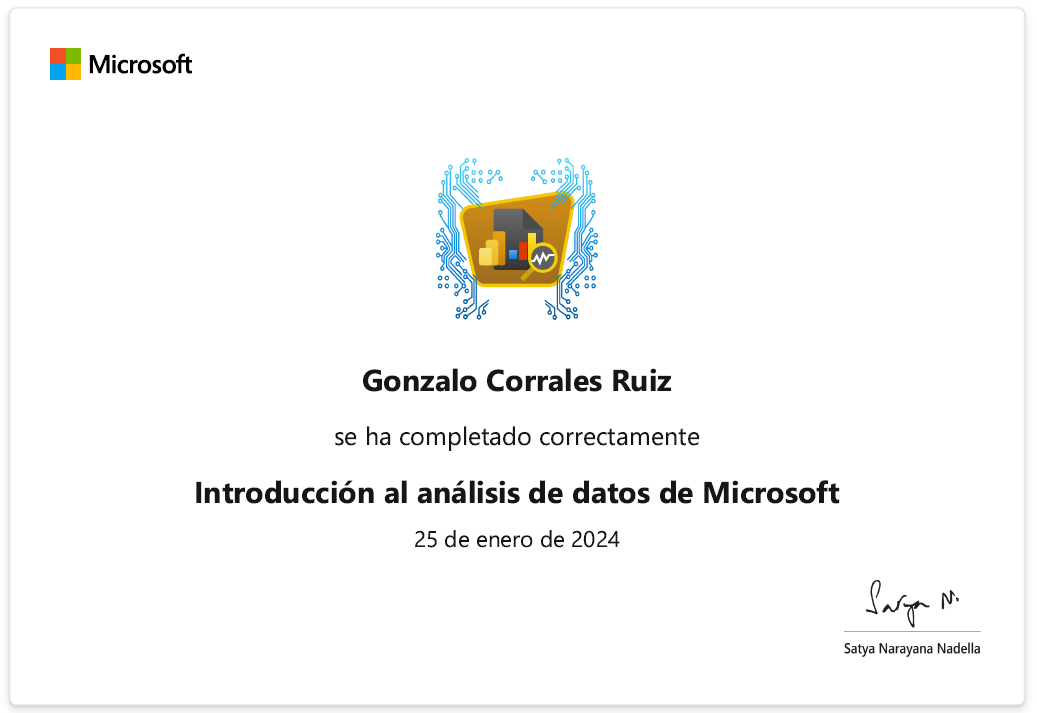 Microsoft
Gonzalo Corrales Ruiz
se ha completado correctamente
Introducción al análisis de datos de Microsoft
25 de enero de 2024
Satya N.
Satya Narayana Nadella